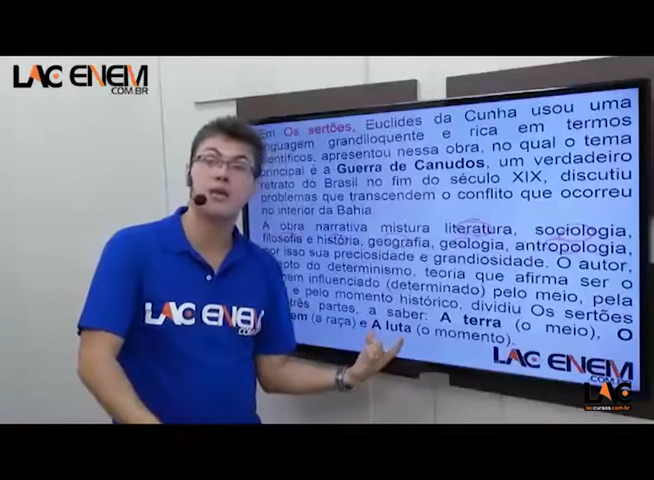 LAC ENEM
.COM.BR
Em Os sertões, Euclides da Cunha usou uma
linguagem grandiloquente e rica em termos
científicos, apresentou nessa obra, no qual o tema
principal é a Guerra de Canudos, um verdadeiro
retrato do Brasil no fim do século XIX, discutiu
problemas que transcendem o conflito que ocorreu
no interior da Bahia.
A obra narrativa mistura literatura, sociologia,
filosofia e história, geografia, geologia, antropologia,
por isso sua preciosidade e grandiosidade. O autor,
do determinismo, teoria que afirma ser o
influenciado (determinado) pelo meio, pela
e pelo momento histórico, dividiu Os Sertões,
três partes, a saber: A terra (o meio), O
(a raça) e A luta (o momento).
LAC ENEM
.COM.BR
LAC ENEM
LAC
laccursos.com.br